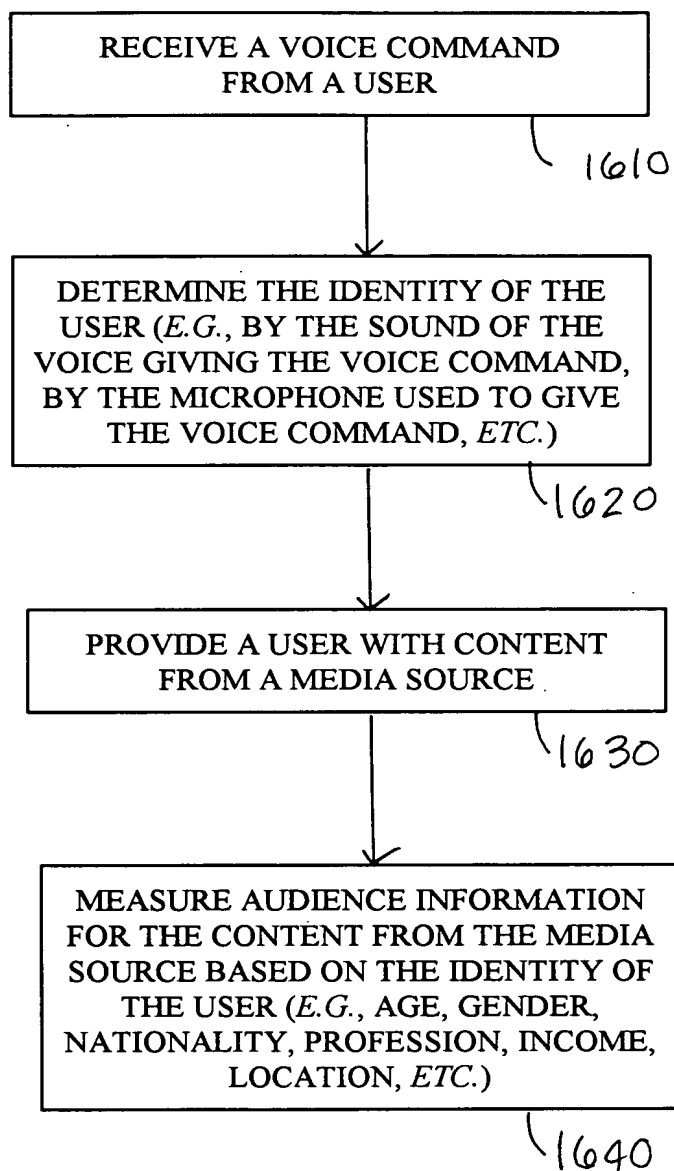 RECEIVE A VOICE COMMAND
FROM A USER
1610
DETERMINE THE IDENTITY OF THE
USER (E.G., BY THE SOUND OF THE
VOICE GIVING THE VOICE COMMAND,
BY THE MICROPHONE USED TO GIVE
THE VOICE COMMAND, ETC.)
1620
PROVIDE A USER WITH CONTENT
FROM A MEDIA SOURCE
1630
MEASURE AUDIENCE INFORMATION
FOR THE CONTENT FROM THE MEDIA
SOURCE BASED ON THE IDENTITY OF
THE USER (E.G., AGE, GENDER,
NATIONALITY, PROFESSION, INCOME,
LOCATION, ETC.)
1640